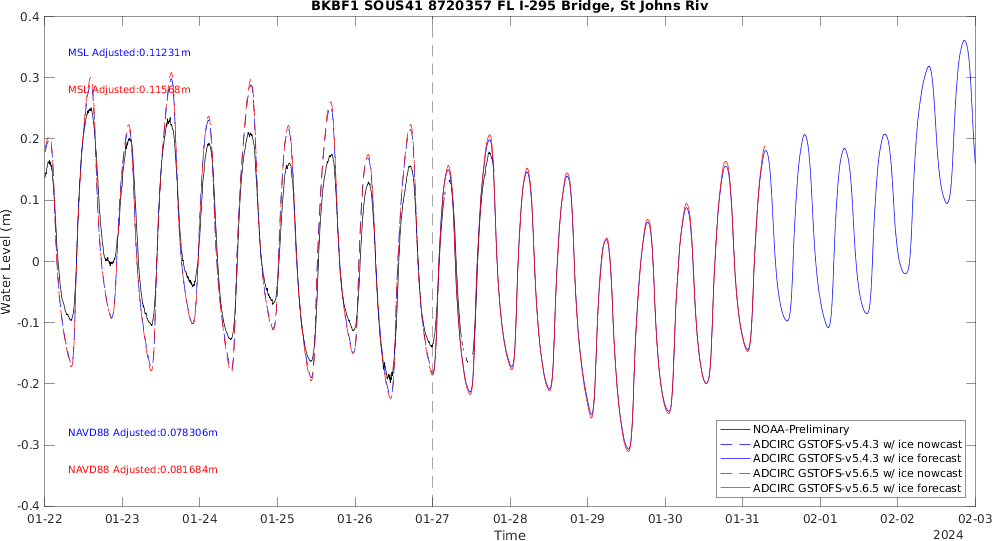 BKBF1 SOUS41 8720357 FL I-295 Bridge, St Johns Riv
0.4
MSL Adjusted:0.11231m
0.3
MSL Adjusted:0.11568m
0.2
0.1
Water Level (m)
0
-0.1
-0.2
NAVD88 Adjusted:0.078306m
-0.3
NAVD88 Adjusted:0.081684m
-0.4
NOAA-Preliminary
ADCIRC GSTOFS-v5.4.3 w/ ice nowcast
ADCIRC GSTOFS-v5.4.3 w/ ice forecast
ADCIRC GSTOFS-v5.6.5 w/ ice nowcast
ADCIRC GSTOFS-v5.6.5 w/ ice forecast
01-22 01-23 01-24 01-25 01-26 01-27 01-28 01-29 01-30 01-31 02-01 02-02 02-03
Time
2024